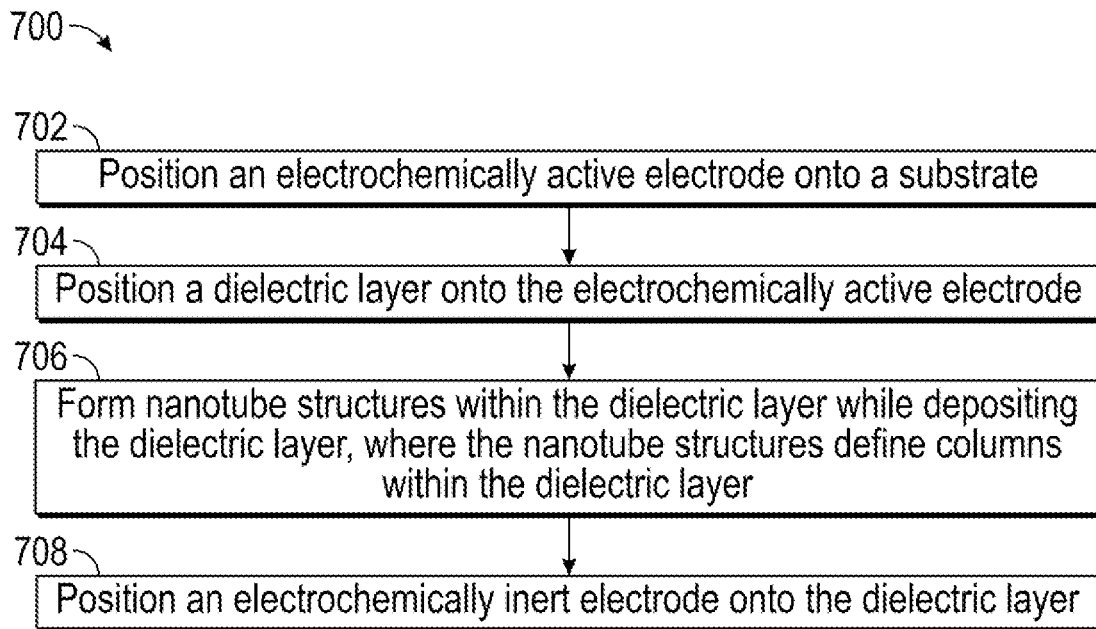 700
702
Position an electrochemically active electrode onto a substrate
704
Position a dielectric layer onto the electrochemically active electrode
706
Form nanotube structures within the dielectric layer while depositing
the dielectric layer, where the nanotube structures define columns
within the dielectric layer
708
Position an electrochemically inert electrode onto the dielectric layer